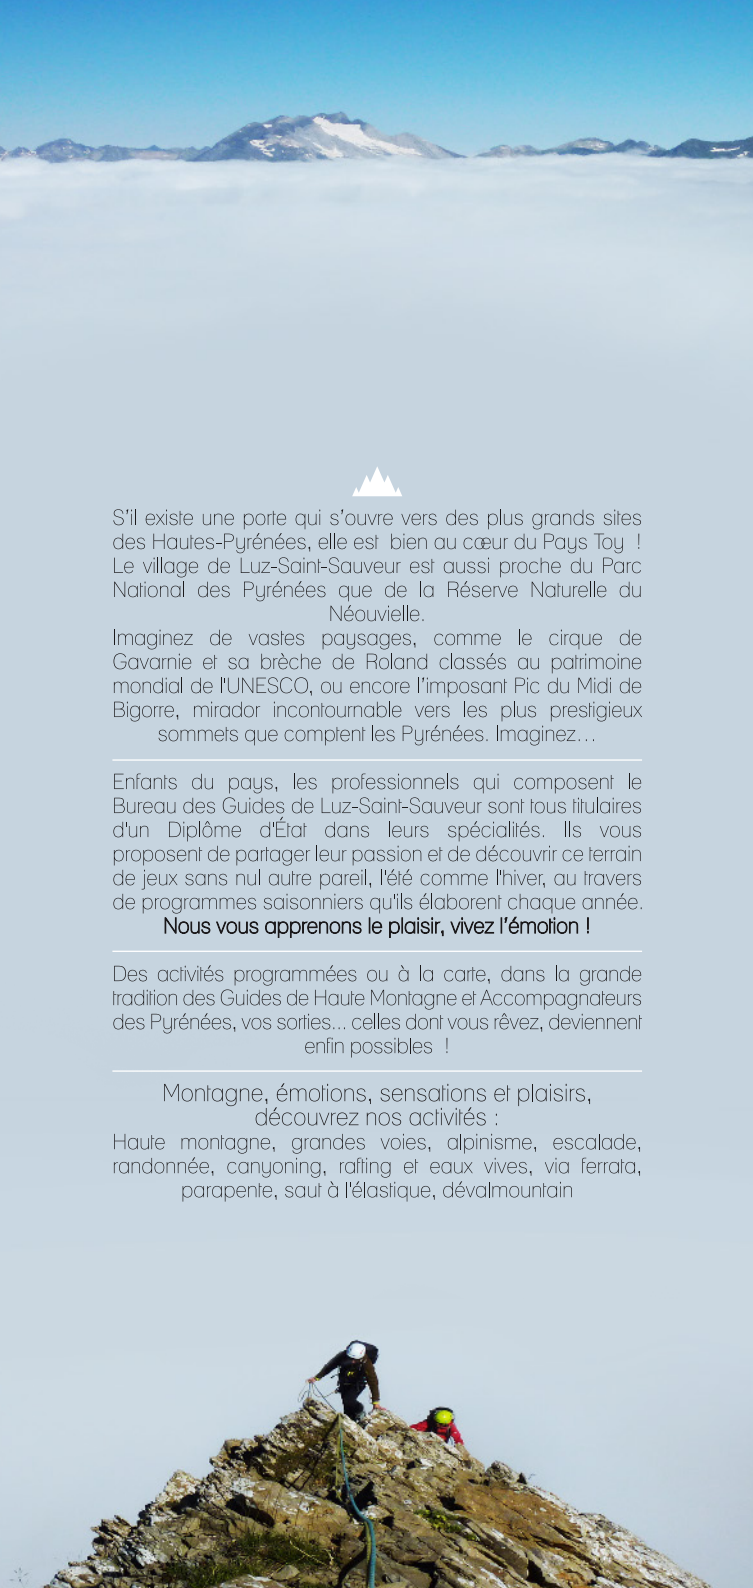 S’il existe une porte qui s’ouvre vers des plus grands sites
des Hautes-Pyrénées, elle est bien au cœur du Pays Toy !
Le village de Luz-Saint-Sauveur est aussi proche du Parc
National des Pyrénées que de la Réserve Naturelle du
Néouvielle.
Imaginez de vastes paysages, comme le cirque de
Gavarnie et sa brèche de Roland classés au patrimoine
mondial de l'UNESCO, ou encore l’imposant Pic du Midi de
Bigorre, mirador incontournable vers les plus prestigieux
sommets que comptent les Pyrénées. Imaginez...
Enfants du pays, les professionnels qui composent le
Bureau des Guides de Luz-Saint-Sauveur sont tous titulaires
d'un Diplôme d'État dans leurs spécialités. Ils vous
proposent de partager leur passion et de découvrir ce terrain
de jeux sans nul autre pareil, l'été comme l'hiver, au travers
de programmes saisonniers qu'ils élaborent chaque année.
Nous vous apprenons le plaisir, vivez l’émotion !
Des activités programmées ou à la carte, dans la grande
tradition des Guides de Haute Montagne et Accompagnateurs
des Pyrénées, vos sorties... celles dont vous rêvez, deviennent
enfin possibles !
Montagne, émotions, sensations et plaisirs,
découvrez nos activités :
Haute montagne, grandes voies, alpinisme, escalade,
randonnée, canyoning, rafting et eaux vives, via ferrata,
parapente, saut à l'élastique, dévalmountain